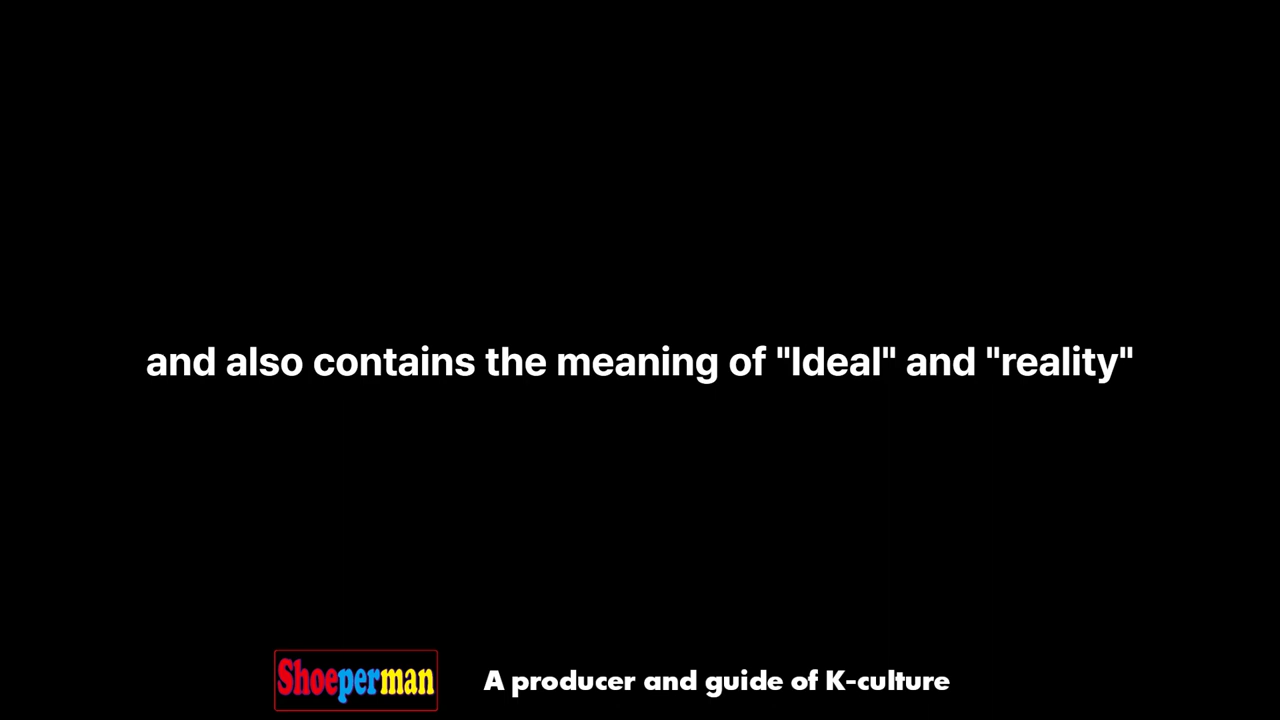 and also contains the meaning of "Ideal" and "reality"
Shoeperman A producer and guide of K-culture